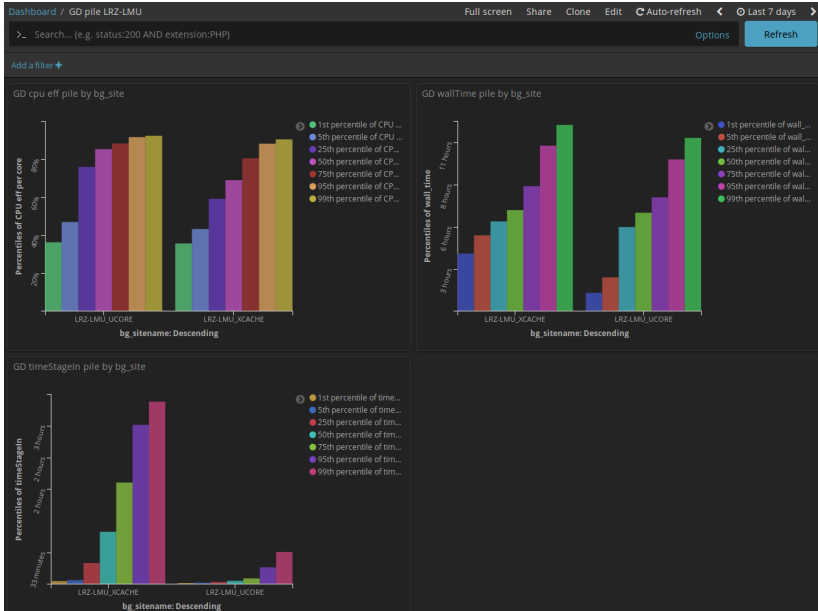 Dashboard / GD pile LRZ-LMU
Full screen Share Clone Edit Auto-refresh Last 7 days
>_ Search... (e.g. status:200 AND extension:PHP)
Options
Refresh
Add a filter +
GD cpu eff pile by bg_site
Percentiles of CPU eff per core
80%
60%
40%
20%
LRZ-LMU_UCORE
LRZ-LMU_XCACHE
bg_sitename: Descending
1st percentile of CPU ...
5th percentile of CPU ...
25th percentile of CP...
50th percentile of CP...
75th percentile of CP...
95th percentile of CP...
99th percentile of CP...
GD wallTime pile by bg_site
Percentiles of wall_time
11 hours
8 hours
6 hours
3 hours
LRZ-LMU_XCACHE
LRZ-LMU_UCORE
bg_sitename: Descending
1st percentile of wall_...
5th percentile of wall_...
25th percentile of wal...
50th percentile of wal...
75th percentile of wal...
95th percentile of wal...
99th percentile of wal...
GD timeStagein pile by bg_site
Percentiles of timeStageIn
3 hours
2 hours
2 hours
33 minutes
LRZ-LMU_XCACHE
LRZ-LMU_UCORE
bg_sitename: Descending
1st percentile of time...
5th percentile of time...
25th percentile of tim...
50th percentile of tim...
75th percentile of tim...
95th percentile of tim...
99th percentile of tim...